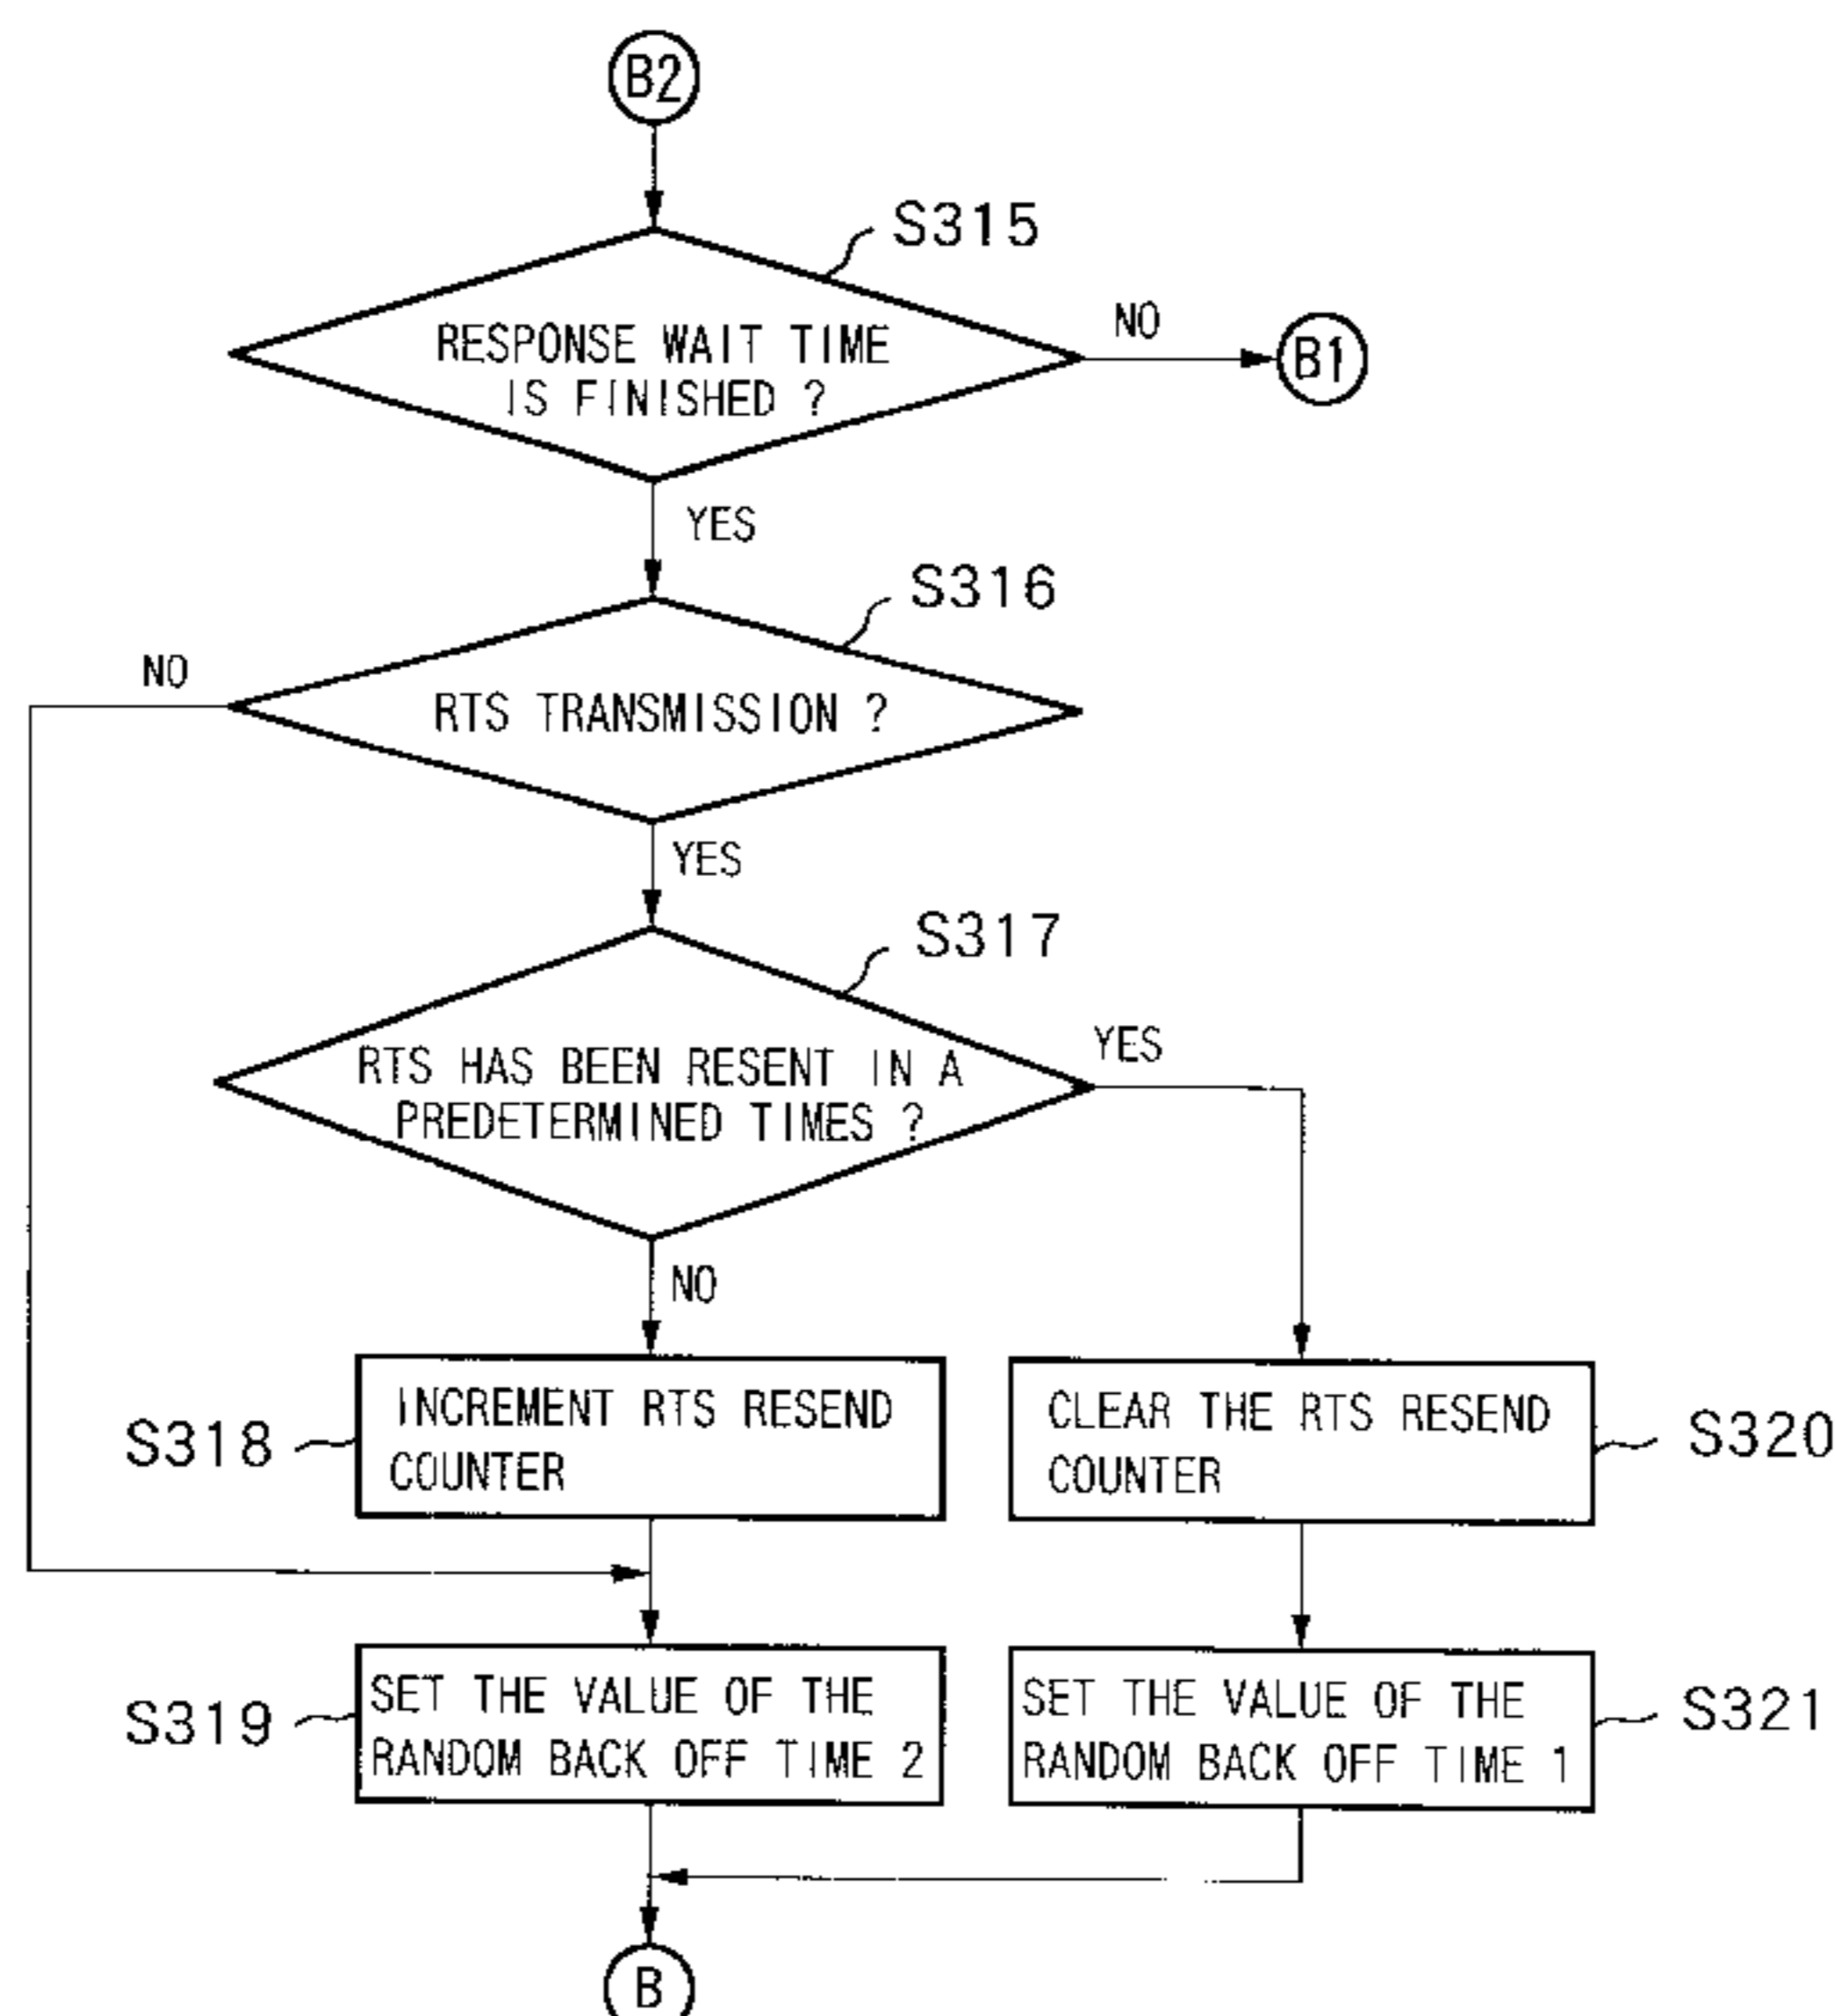 B2
S315
RESPONSE WAIT TIME
IS FINISHED ?
NO
B1
YES
S316
NO
RTS TRANSMISSION ?
YES
S317
RTS HAS BEEN RESENT IN A
PREDETERMINED TIMES ?
YES
NO
S318
INCREMENT RTS RESEND
COUNTER
CLEAR THE RTS RESEND
COUNTER
S320
S319
SET THE VALUE OF THE
RANDOM BACK OFF TIME 2
SET THE VALUE OF THE
RANDOM BACK OFF TIME 1
S321
B